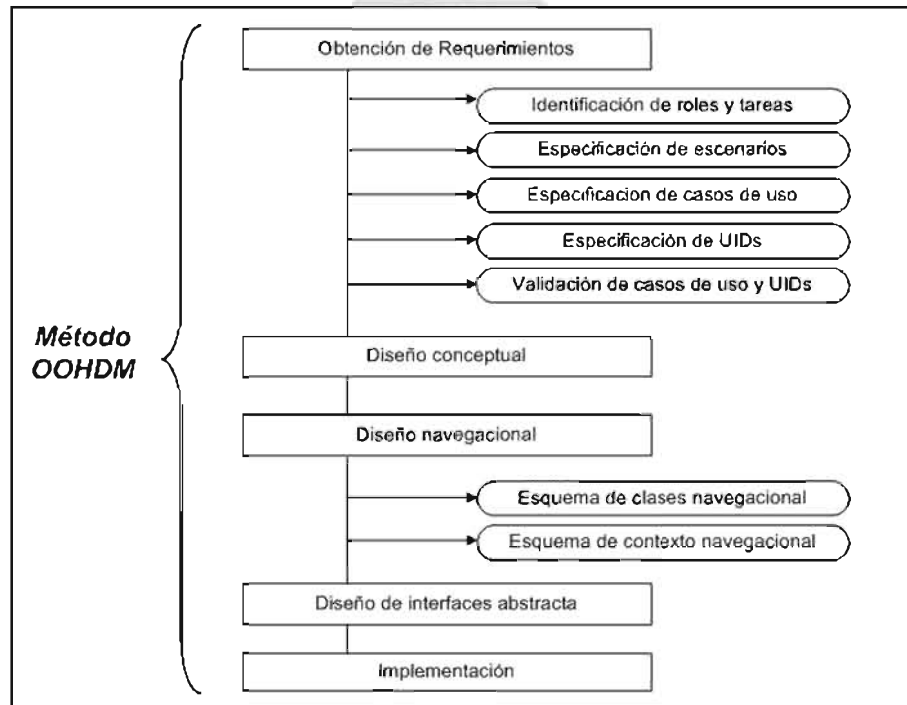 Obtención de Requerimientos
Identificación de roles y tareas
Especificación de escenarios
Especificacion de casos de uso
Especificación de UIDs
Validación de casos de uso y UIDs
Método
OOHDM
Diseño conceptual
Diseño navegacional
Esquema de clases navegacional
Esquema de contexto navegacional
Diseño de interfaces abstracta
Implementación